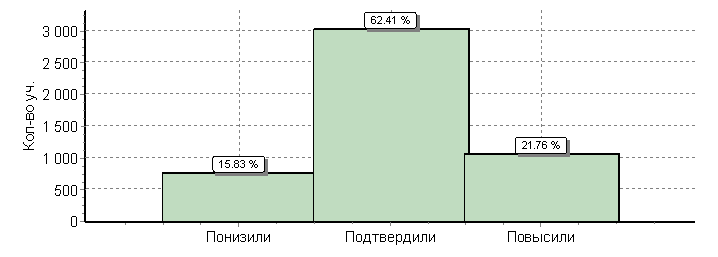 Кол-во уч.
3 000
2 500
2 000
1 500
1 000
500
0
62.41 %
21.76 %
15.83 %
Понизили
Подтвердили
Повысили